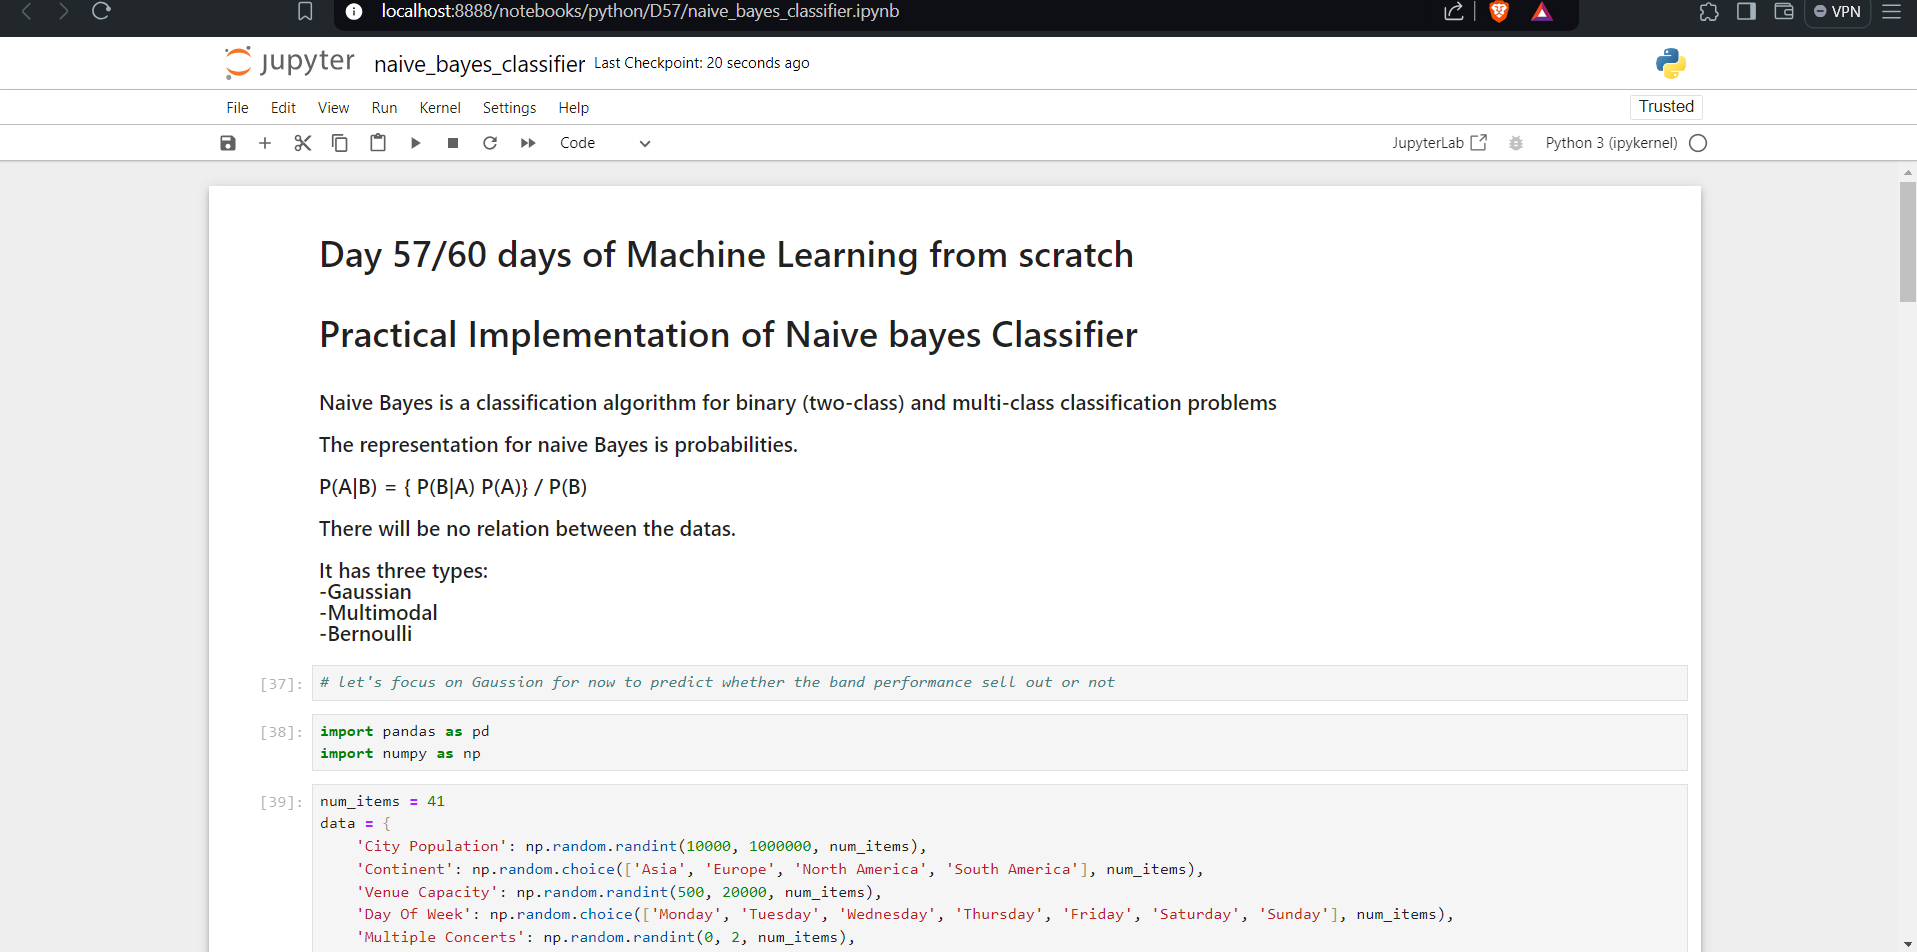 localhost:8888/notebooks/python/D57/naive_bayes_classifier.ipynb
VPN
jupyter naive_bayes_classifier Last Checkpoint: 20 seconds ago
File Edit View Run Kernel Settings Help
Trusted
Code
JupyterLab Python 3 (ipykernel)
Day 57/60 days of Machine Learning from scratch
Practical Implementation of Naive bayes Classifier
Naive Bayes is a classification algorithm for binary (two-class) and multi-class classification problems
The representation for naive Bayes is probabilities.
P(A|B) = { P(B|A) P(A)} / P(B)
There will be no relation between the datas.
It has three types:
-Gaussian
-Multimodal
-Bernoulli
[37]: # let's focus on Gaussion for now to predict whether the band performance sell out or not
[38]: import pandas as pd
import numpy as np
[39]: num_items = 41
data = {
'City Population': np.random.randint(10000, 1000000, num_items),
'Continent': np.random.choice(['Asia', 'Europe', 'North America', 'South America'], num_items),
'Venue Capacity': np.random.randint(500, 20000, num_items),
'Day Of Week': np.random.choice(['Monday', 'Tuesday', 'Wednesday', 'Thursday', 'Friday', 'Saturday', 'Sunday'], num_items),
'Multiple Concerts': np.random.randint(0, 2, num_items),